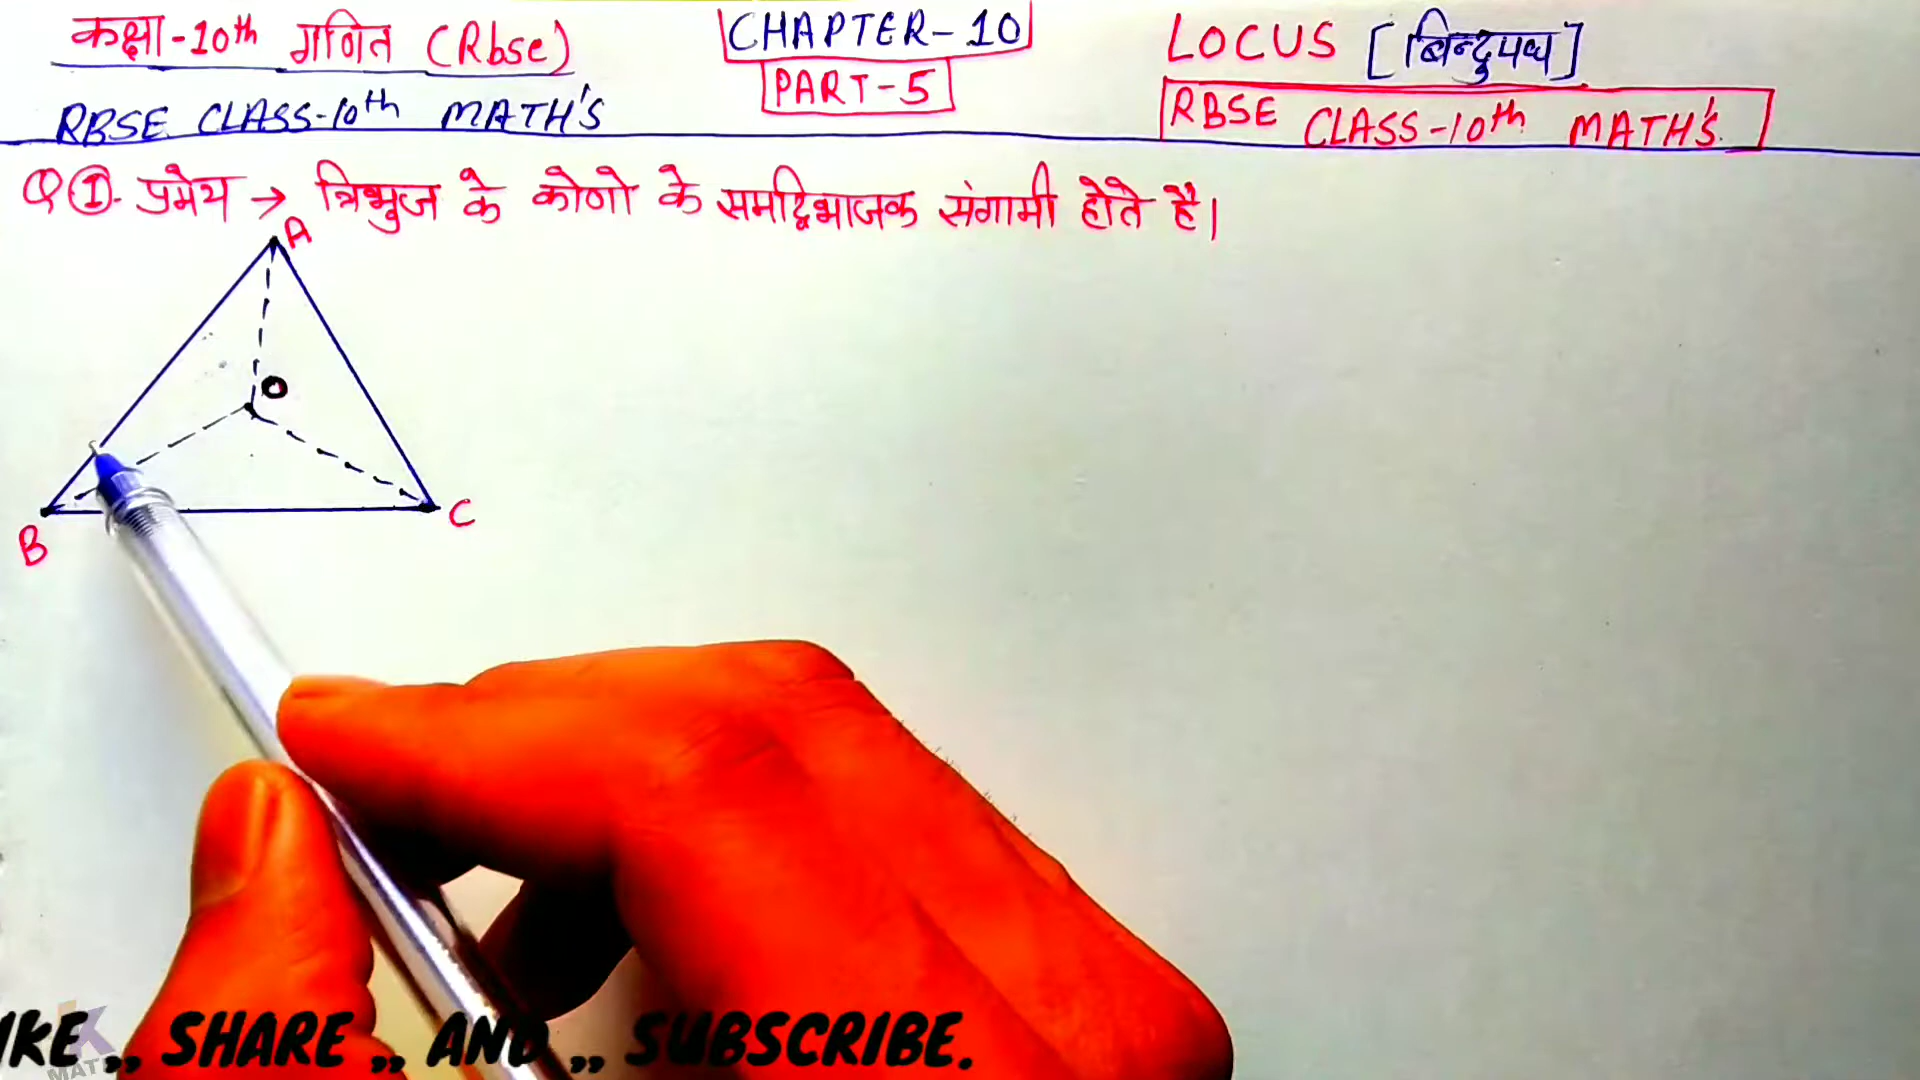 कक्षा-10th गणित (Rbse)
RBSE CLASS-10th MATH'S
CHAPTER-10
PART-5
LOCUS [बिन्दुपथ]
RBSE CLASS-10th MATH'S
Q①. प्रमेय → त्रिभुज के कोणो के समद्विभाजक संगामी होते है।
A
O
B
C
IKE ,, SHARE ,, AND ,, SUBSCRIBE.